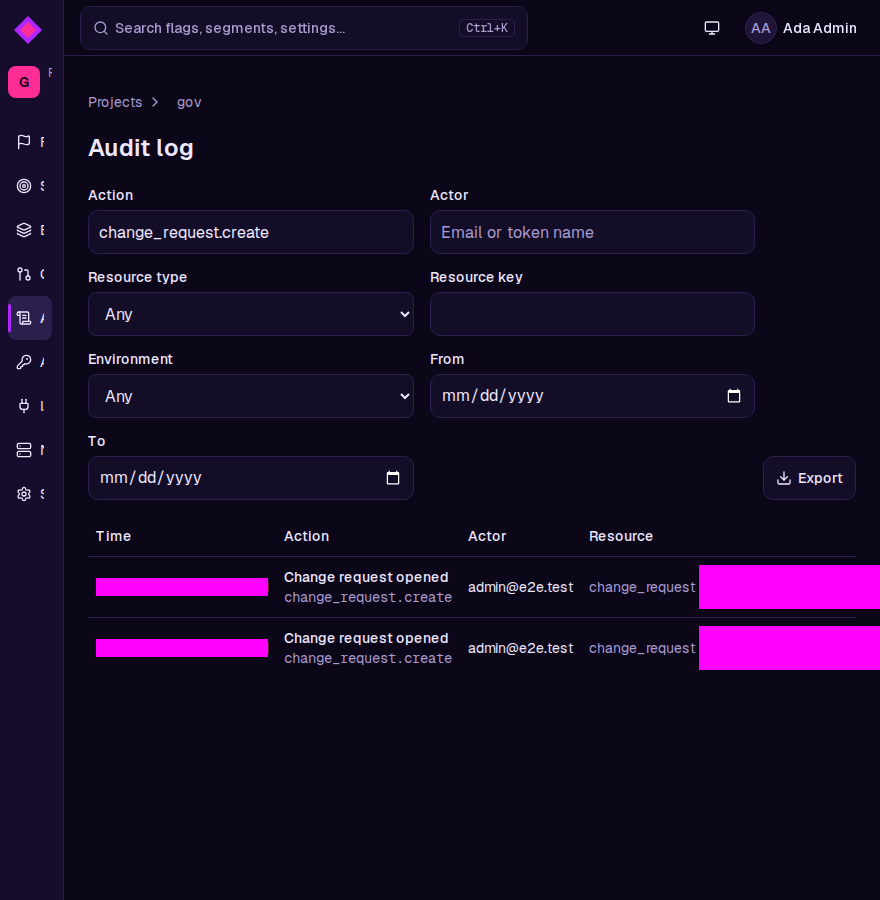 Search flags, segments, settings...
Ctrl+K
AA
Ada Admin
G
Projects
gov
Audit log
Action
Actor
change_request.create
Email or token name
Resource type
Resource key
Any
Environment
From
Any
mm/dd/yyyy
To
mm/dd/yyyy
Export
Time
Action
Actor
Resource
Change request opened
change_request.create
admin@e2e.test
change_request
Change request opened
change_request.create
admin@e2e.test
change_request